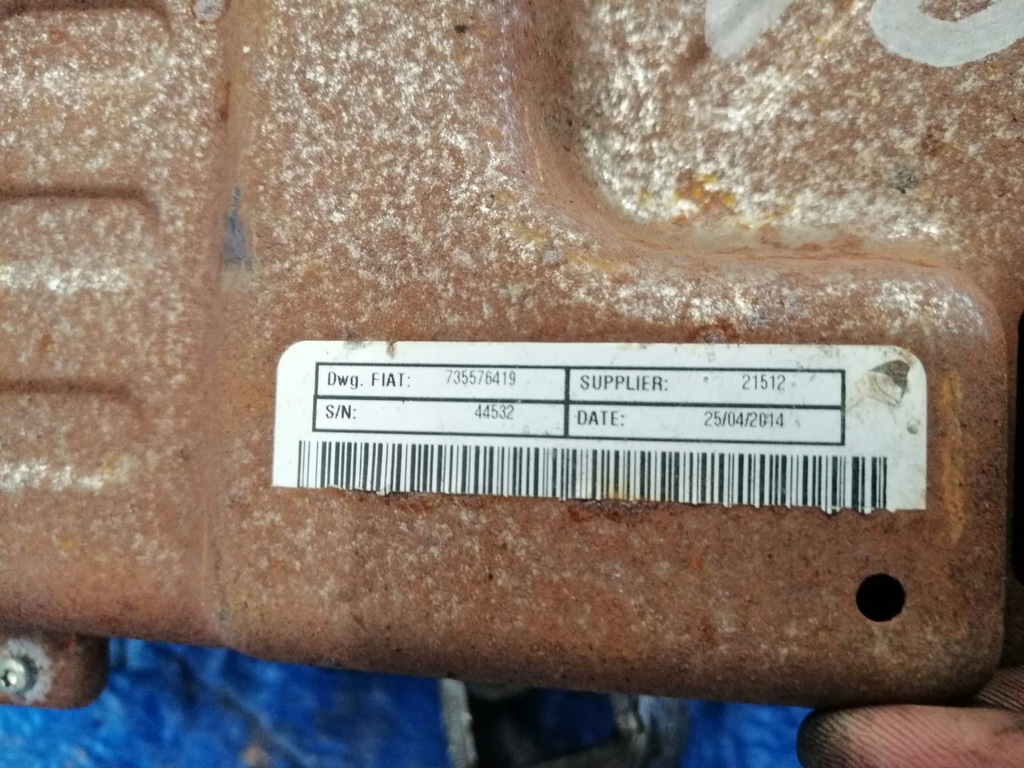 Dwg. FIAT: 735576419 SUPPLIER: 21512
S/N: 44532 DATE: 25/04/2014